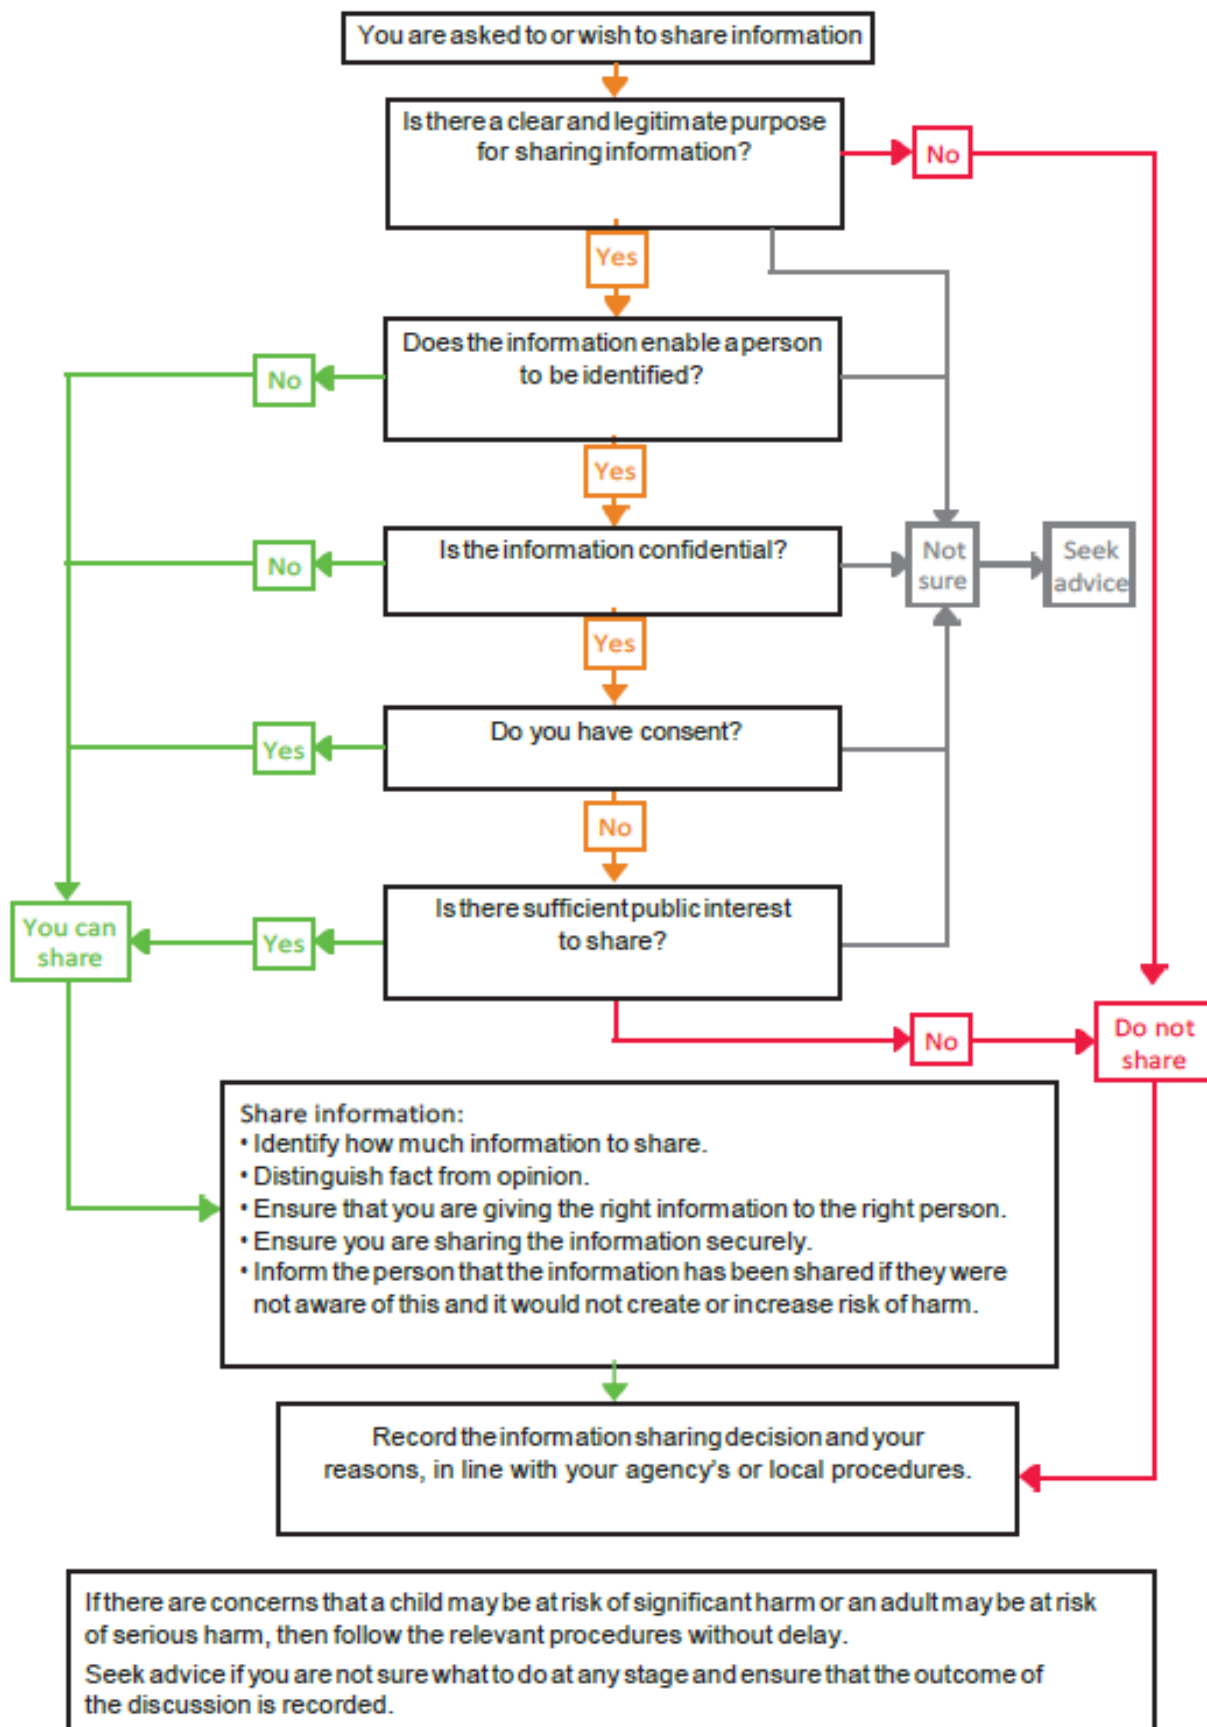 You are asked to or wish to share information
Is there a clear and legitimate purpose
for sharing information?
No
Yes
Does the information enable a person
to be identified?
No
Yes
Is the information confidential?
No
Not
sure
Seek
advice
Yes
Do you have consent?
Yes
No
Is there sufficient public interest
to share?
You can
share
Yes
No
Do not
share
Share information:
• Identify how much information to share.
• Distinguish fact from opinion.
• Ensure that you are giving the right information to the right person.
• Ensure you are sharing the information securely.
• Inform the person that the information has been shared if they were
not aware of this and it would not create or increase risk of harm.
Record the information sharing decision and your
reasons, in line with your agency's or local procedures.
If there are concerns that a child may be at risk of significant harm or an adult may be at risk
of serious harm, then follow the relevant procedures without delay.
Seek advice if you are not sure what to do at any stage and ensure that the outcome of
the discussion is recorded.